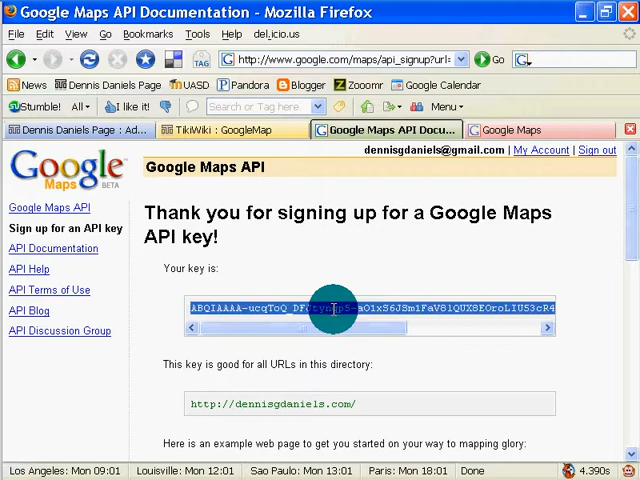 Google Maps API Documentation - Mozilla Firefox
File Edit View Go Bookmarks Tools Help del.icio.us
TAG http://www.google.com/maps/api_signup?url= Go
News Dennis Daniels Page UASD Pandora Blogger Zooomr Google Calendar
Stumble! All I like it! Search or Tag here Menu
Dennis Daniels Page : Ad... TikiWiki : GoogleMap Google Maps API Docu... Google Maps
dennisgdaniels@gmail.com | My Account | Sign out
Google Maps BETA
Google Maps API
Google Maps API
Sign up for an API key
API Documentation
API Help
API Terms of Use
API Blog
API Discussion Group
Thank you for signing up for a Google Maps
API key!
Your key is:
This key is good for all URLs in this directory:
http://dennisgdaniels.com/
Here is an example web page to get you started on your way to mapping glory:
Los Angeles: Mon 09:01 Louisville: Mon 12:01 Sao Paulo: Mon 13:01 Paris: Mon 18:01 Done 4.390s